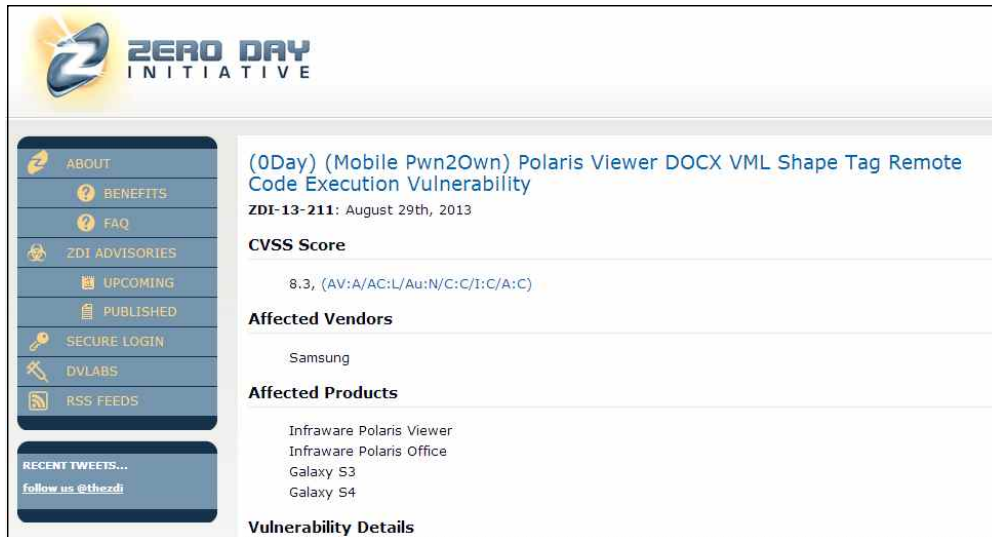 ZERO DAY
INITIATIVE
ABOUT
BENEFITS
FAQ
ZDI ADVISORIES
UPCOMING
PUBLISHED
SECURE LOGIN
DVLABS
RSS FEEDS
RECENT TWEETS...
follow us @thezdi
(0Day) (Mobile Pwn2Own) Polaris Viewer DOCX VML Shape Tag Remote
Code Execution Vulnerability
ZDI-13-211: August 29th, 2013
CVSS Score
8.3, (AV:A/AC:L/Au:N/C:C/I:C/A:C)
Affected Vendors
Samsung
Affected Products
Infraware Polaris Viewer
Infraware Polaris Office
Galaxy S3
Galaxy S4
Vulnerability Details